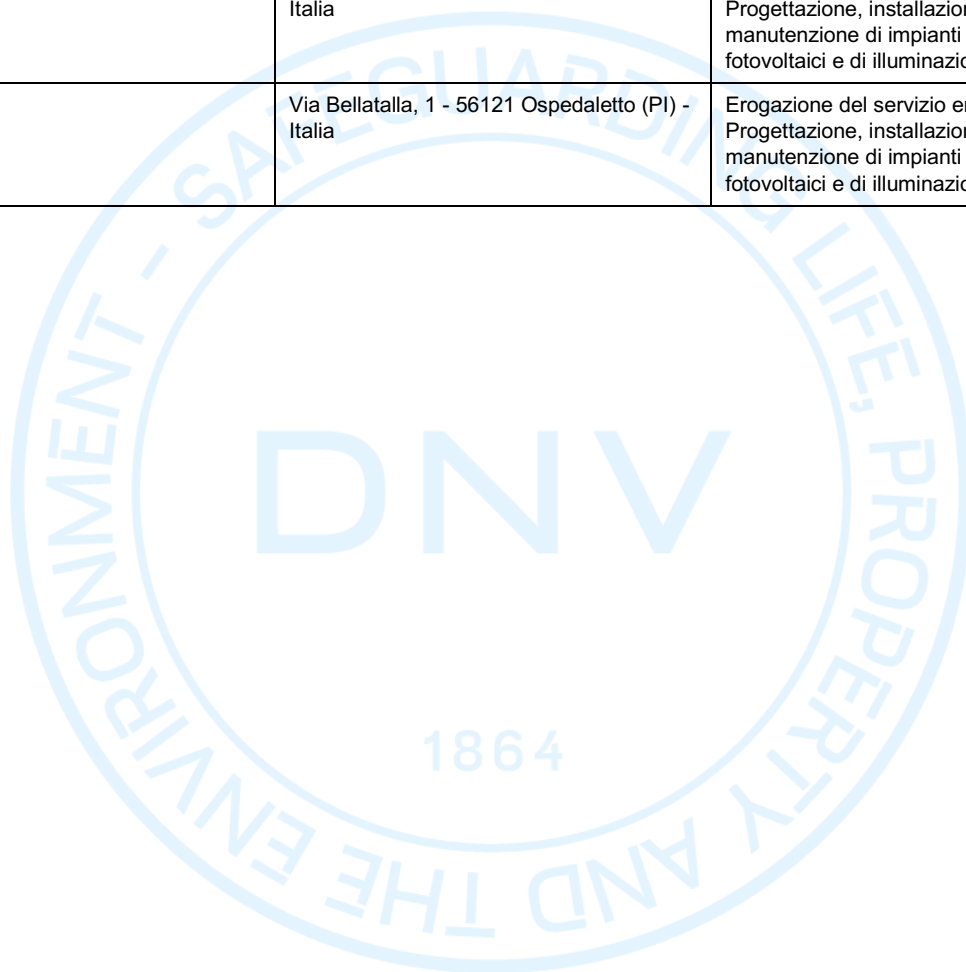 Italia
Progettazione, installazion
manutenzione di impianti
fotovoltaici e di illuminazio
Via Bellatalla, 1 - 56121 Ospedaletto (PI) -
Italia
Erogazione del servizio en
Progettazione, installazion
manutenzione di impianti
fotovoltaici e di illuminazio
SAFEGUARDING LIFE, PROPERTY AND THE ENVIRONMENT -
DNV
1864